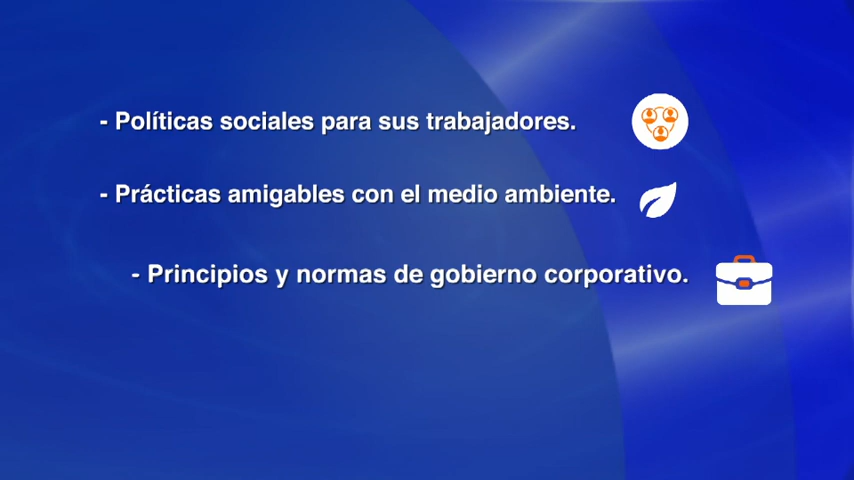 - Políticas sociales para sus trabajadores.
- Prácticas amigables con el medio ambiente.
- Principios y normas de gobierno corporativo.